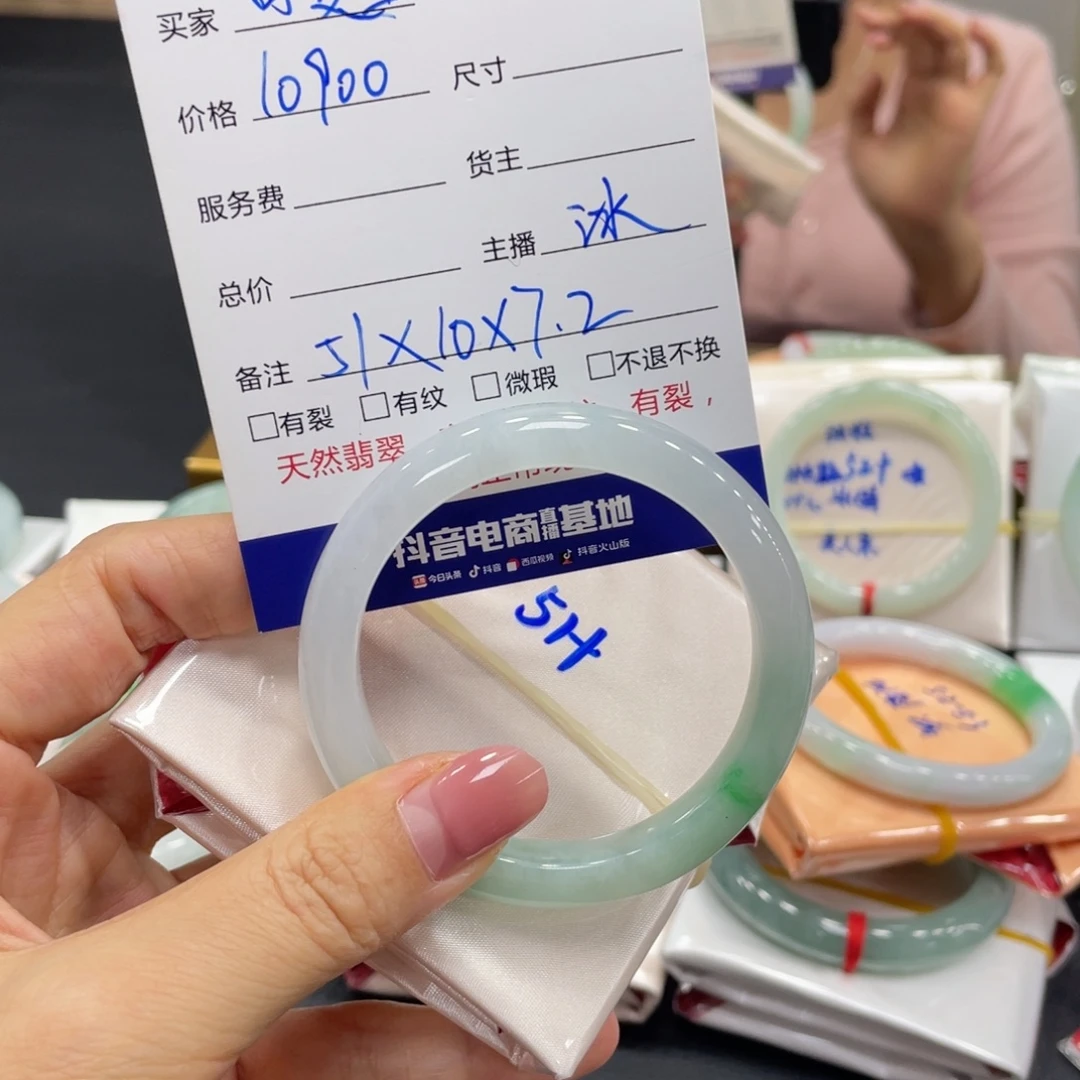 买家
价格 10900 尺寸
服务费 货主
总价 主播 冰
备注 51X10X7.2
□有裂 □有纹 □微瑕 □不退不换
天然翡翠 有裂，
抖音电商直播基地
今日头条 抖音 西瓜视频 抖音火山版
5H